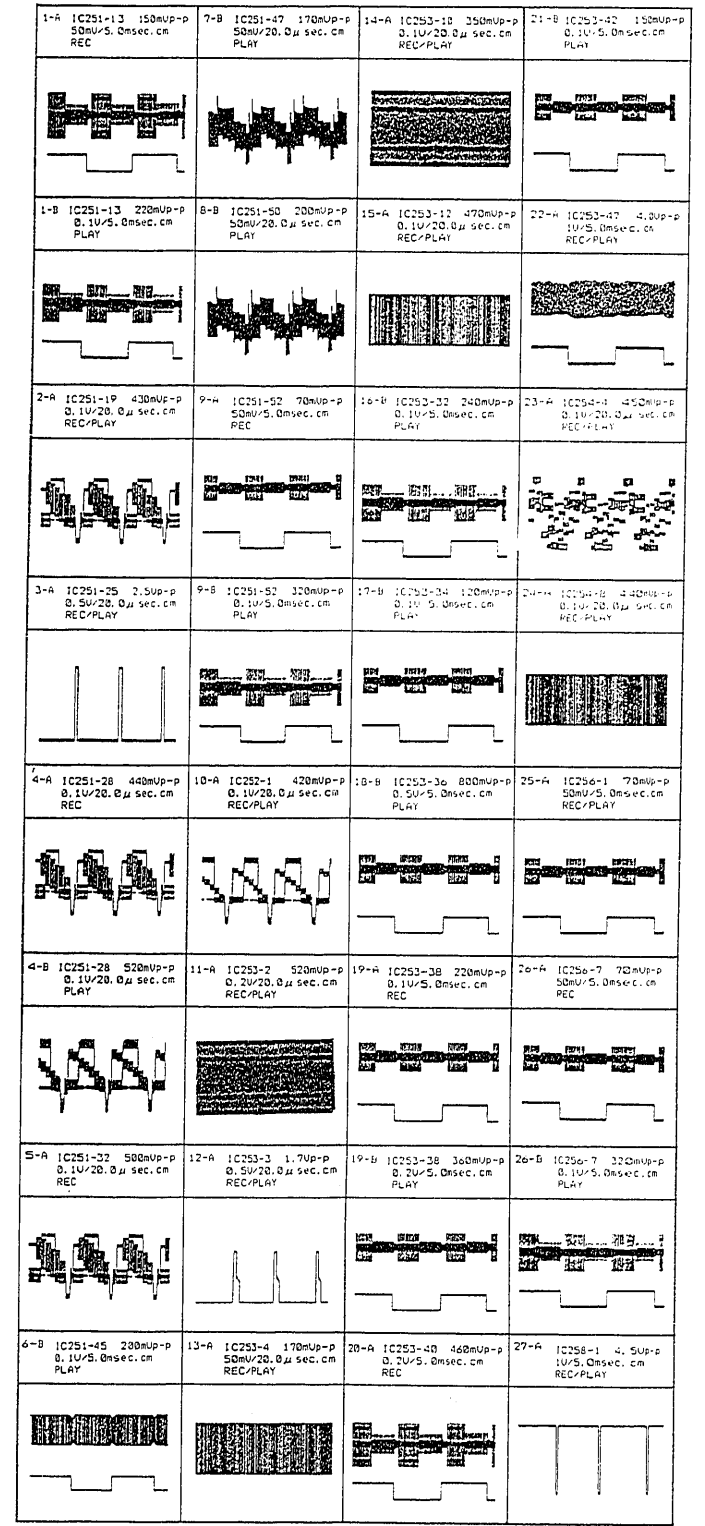 1-A IC251-13 150mVp-p
50mV/5.0msec.cm
REC
7-B IC251-47 170mVp-p
50mV/20.0μ sec.cm
PLAY
14-A IC253-10 350mVp-p
0.1V/20.0μ sec.cm
REC/PLAY
21-B IC253-42 150mVp-p
0.1V/5.0msec.cm
PLAY
1-B IC251-13 220mVp-p
0.1V/5.0msec.cm
PLAY
8-B IC251-50 200mVp-p
50mV/20.0μ sec.cm
PLAY
15-A IC253-12 470mVp-p
0.1V/20.0μ sec.cm
REC/PLAY
22-A IC253-47 4.0Vp-p
1V/5.0msec.cm
PLAY
2-A IC251-19 430mVp-p
0.1V/20.0μ sec.cm
REC/PLAY
9-A IC251-52 70mVp-p
50mV/5.0msec.cm
REC
16-B IC253-32 240mVp-p
0.1V/5.0msec.cm
PLAY
23-A IC254-4 450mVp-p
0.1V/20.0μ sec.cm
REC/PLAY
3-A IC251-25 2.5Vp-p
0.5V/20.0μ sec.cm
REC/PLAY
9-B IC251-52 320mVp-p
0.1V/5.0msec.cm
PLAY
17-B IC253-34 120mVp-p
0.1V 5.0msec.cm
PLAY
24-A IC254-8 440mVp-p
0.1V/20.0μ sec.cm
REC/PLAY
4-A IC251-28 440mVp-p
0.1V/20.0μ sec.cm
REC
10-A IC252-1 420mVp-p
0.1V/20.0μ sec.cm
REC/PLAY
18-B IC253-36 800mVp-p
0.5V/5.0msec.cm
PLAY
25-A IC256-1 70mVp-p
50mV/5.0msec.cm
REC/PLAY
4-B IC251-28 520mVp-p
0.1V/20.0μ sec.cm
PLAY
11-A IC253-2 520mVp-p
0.2V/20.0μ sec.cm
REC/PLAY
19-A IC253-38 220mVp-p
0.1V/5.0msec.cm
REC
26-A IC256-7 70mVp-p
50mV/5.0msec.cm
REC
5-A IC251-32 500mVp-p
0.1V/20.0μ sec.cm
REC
12-A IC253-3 1.7Vp-p
0.5V/20.0μ sec.cm
REC/PLAY
19-B IC253-38 360mVp-p
0.2V/5.0msec.cm
PLAY
26-B IC256-7 320mVp-p
0.1V/5.0msec.cm
PLAY
6-B IC251-45 200mVp-p
0.1V/5.0msec.cm
PLAY
13-A IC253-4 170mVp-p
50mV/20.0μ sec.cm
REC/PLAY
20-A IC253-40 460mVp-p
0.2V/5.0msec.cm
REC
27-A IC258-1 4.5Vp-p
1V/5.0msec.cm
REC/PLAY